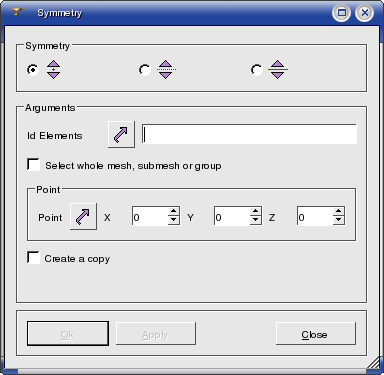 Symmetry
Symmetry
Arguments
Id Elements
Select whole mesh, submesh or group
Point
Point X 0 Y 0 Z 0
Create a copy
Ok Apply Close